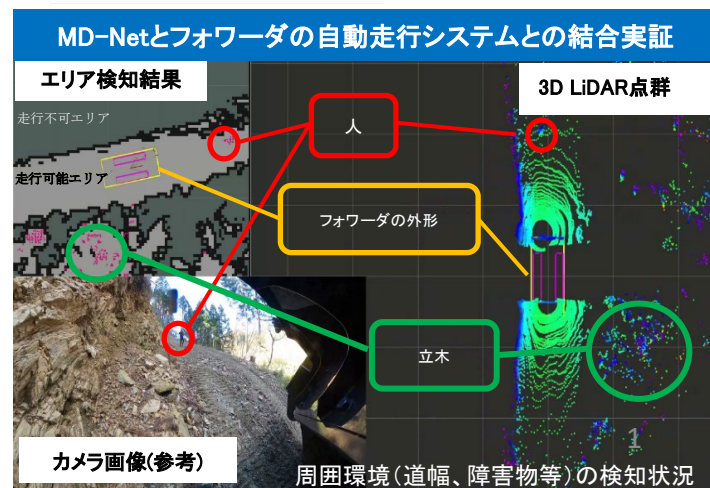 MD-Netとフォワーダの自動走行システムとの結合実証
エリア検知結果
3D LiDAR点群
走行不可エリア
人
走行可能エリア
フォワーダの外形
立木
1
カメラ画像(参考)
周囲環境(道幅、障害物等)の検知状況